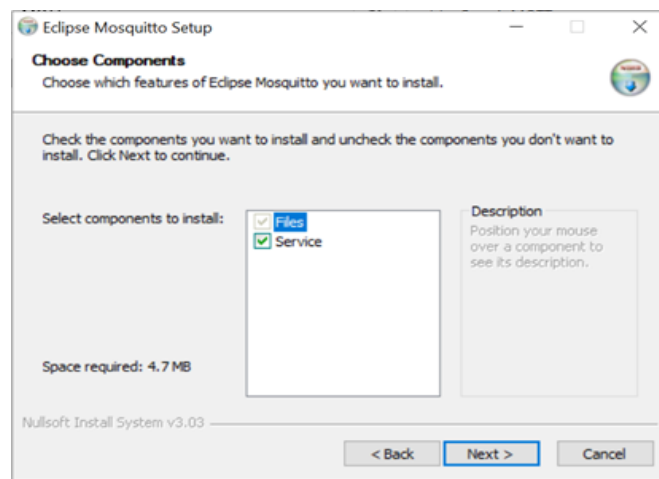 Eclipse Mosquitto Setup
Choose Components
Choose which features of Eclipse Mosquitto you want to install.
Check the components you want to install and uncheck the components you don't want to
install. Click Next to continue.
Select components to install:
Files
Service
Description
Position your mouse
over a component to
see its description.
Space required: 4.7 MB
Nullsoft Install System v3.03
< Back
Next >
Cancel